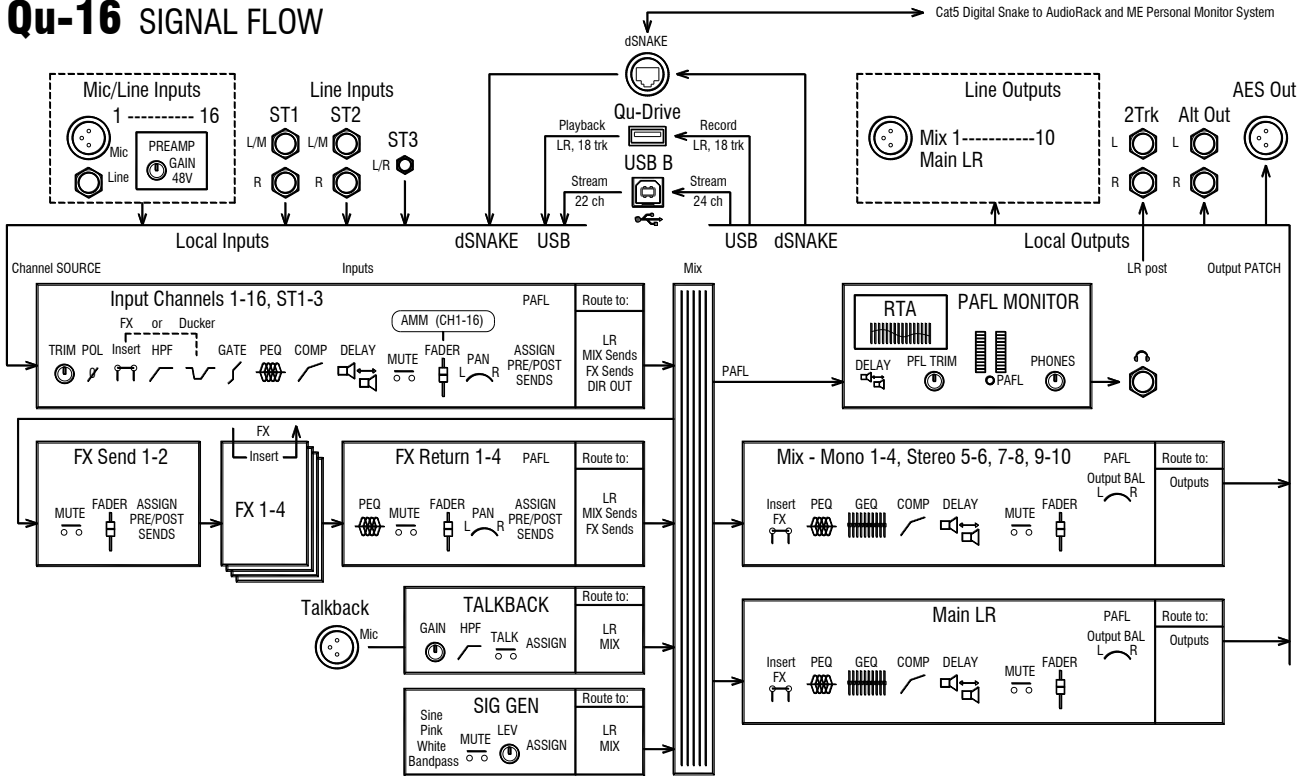 Qu-16 SIGNAL FLOW
Cat5 Digital Snake to AudioRack and ME Personal Monitor System
dSNAKE
Mic/Line Inputs
1 ---------- 16
Mic
Line
PREAMP
GAIN
48V
Line Inputs
ST1
ST2
ST3
L/M
L/M
L/R
R
R
Qu-Drive
Playback
LR, 18 trk
Record
LR, 18 trk
USB B
Stream
22 ch
Stream
24 ch
Line Outputs
Mix 1-----------10
Main LR
2Trk
Alt Out
AES Out
L
L
R
R
Local Inputs
dSNAKE
USB
USB
dSNAKE
Local Outputs
Channel SOURCE
Inputs
Mix
LR post
Output PATCH
Input Channels 1-16, ST1-3
PAFL
Route to:
FX or Ducker
AMM (CH1-16)
TRIM
POL
Insert
HPF
GATE
PEQ
COMP
DELAY
MUTE
FADER
PAN
L
R
ASSIGN
PRE/POST
SENDS
LR
MIX Sends
FX Sends
DIR OUT
PAFL
RTA
PAFL MONITOR
DELAY
PFL TRIM
PAFL
PHONES
FX Send 1-2
MUTE
FADER
ASSIGN
PRE/POST
SENDS
FX
Insert
FX 1-4
FX Return 1-4
PAFL
Route to:
PEQ
MUTE
FADER
PAN
L
R
ASSIGN
PRE/POST
SENDS
LR
MIX Sends
FX Sends
Mix - Mono 1-4, Stereo 5-6, 7-8, 9-10
PAFL
Route to:
Output BAL
L
R
Outputs
Insert
FX
PEQ
GEQ
COMP
DELAY
MUTE
FADER
Talkback
Mic
TALKBACK
Route to:
GAIN
HPF
TALK
ASSIGN
LR
MIX
Main LR
PAFL
Route to:
Output BAL
L
R
Outputs
Insert
FX
PEQ
GEQ
COMP
DELAY
MUTE
FADER
SIG GEN
Route to:
Sine
Pink
White
Bandpass
MUTE
LEV
ASSIGN
LR
MIX